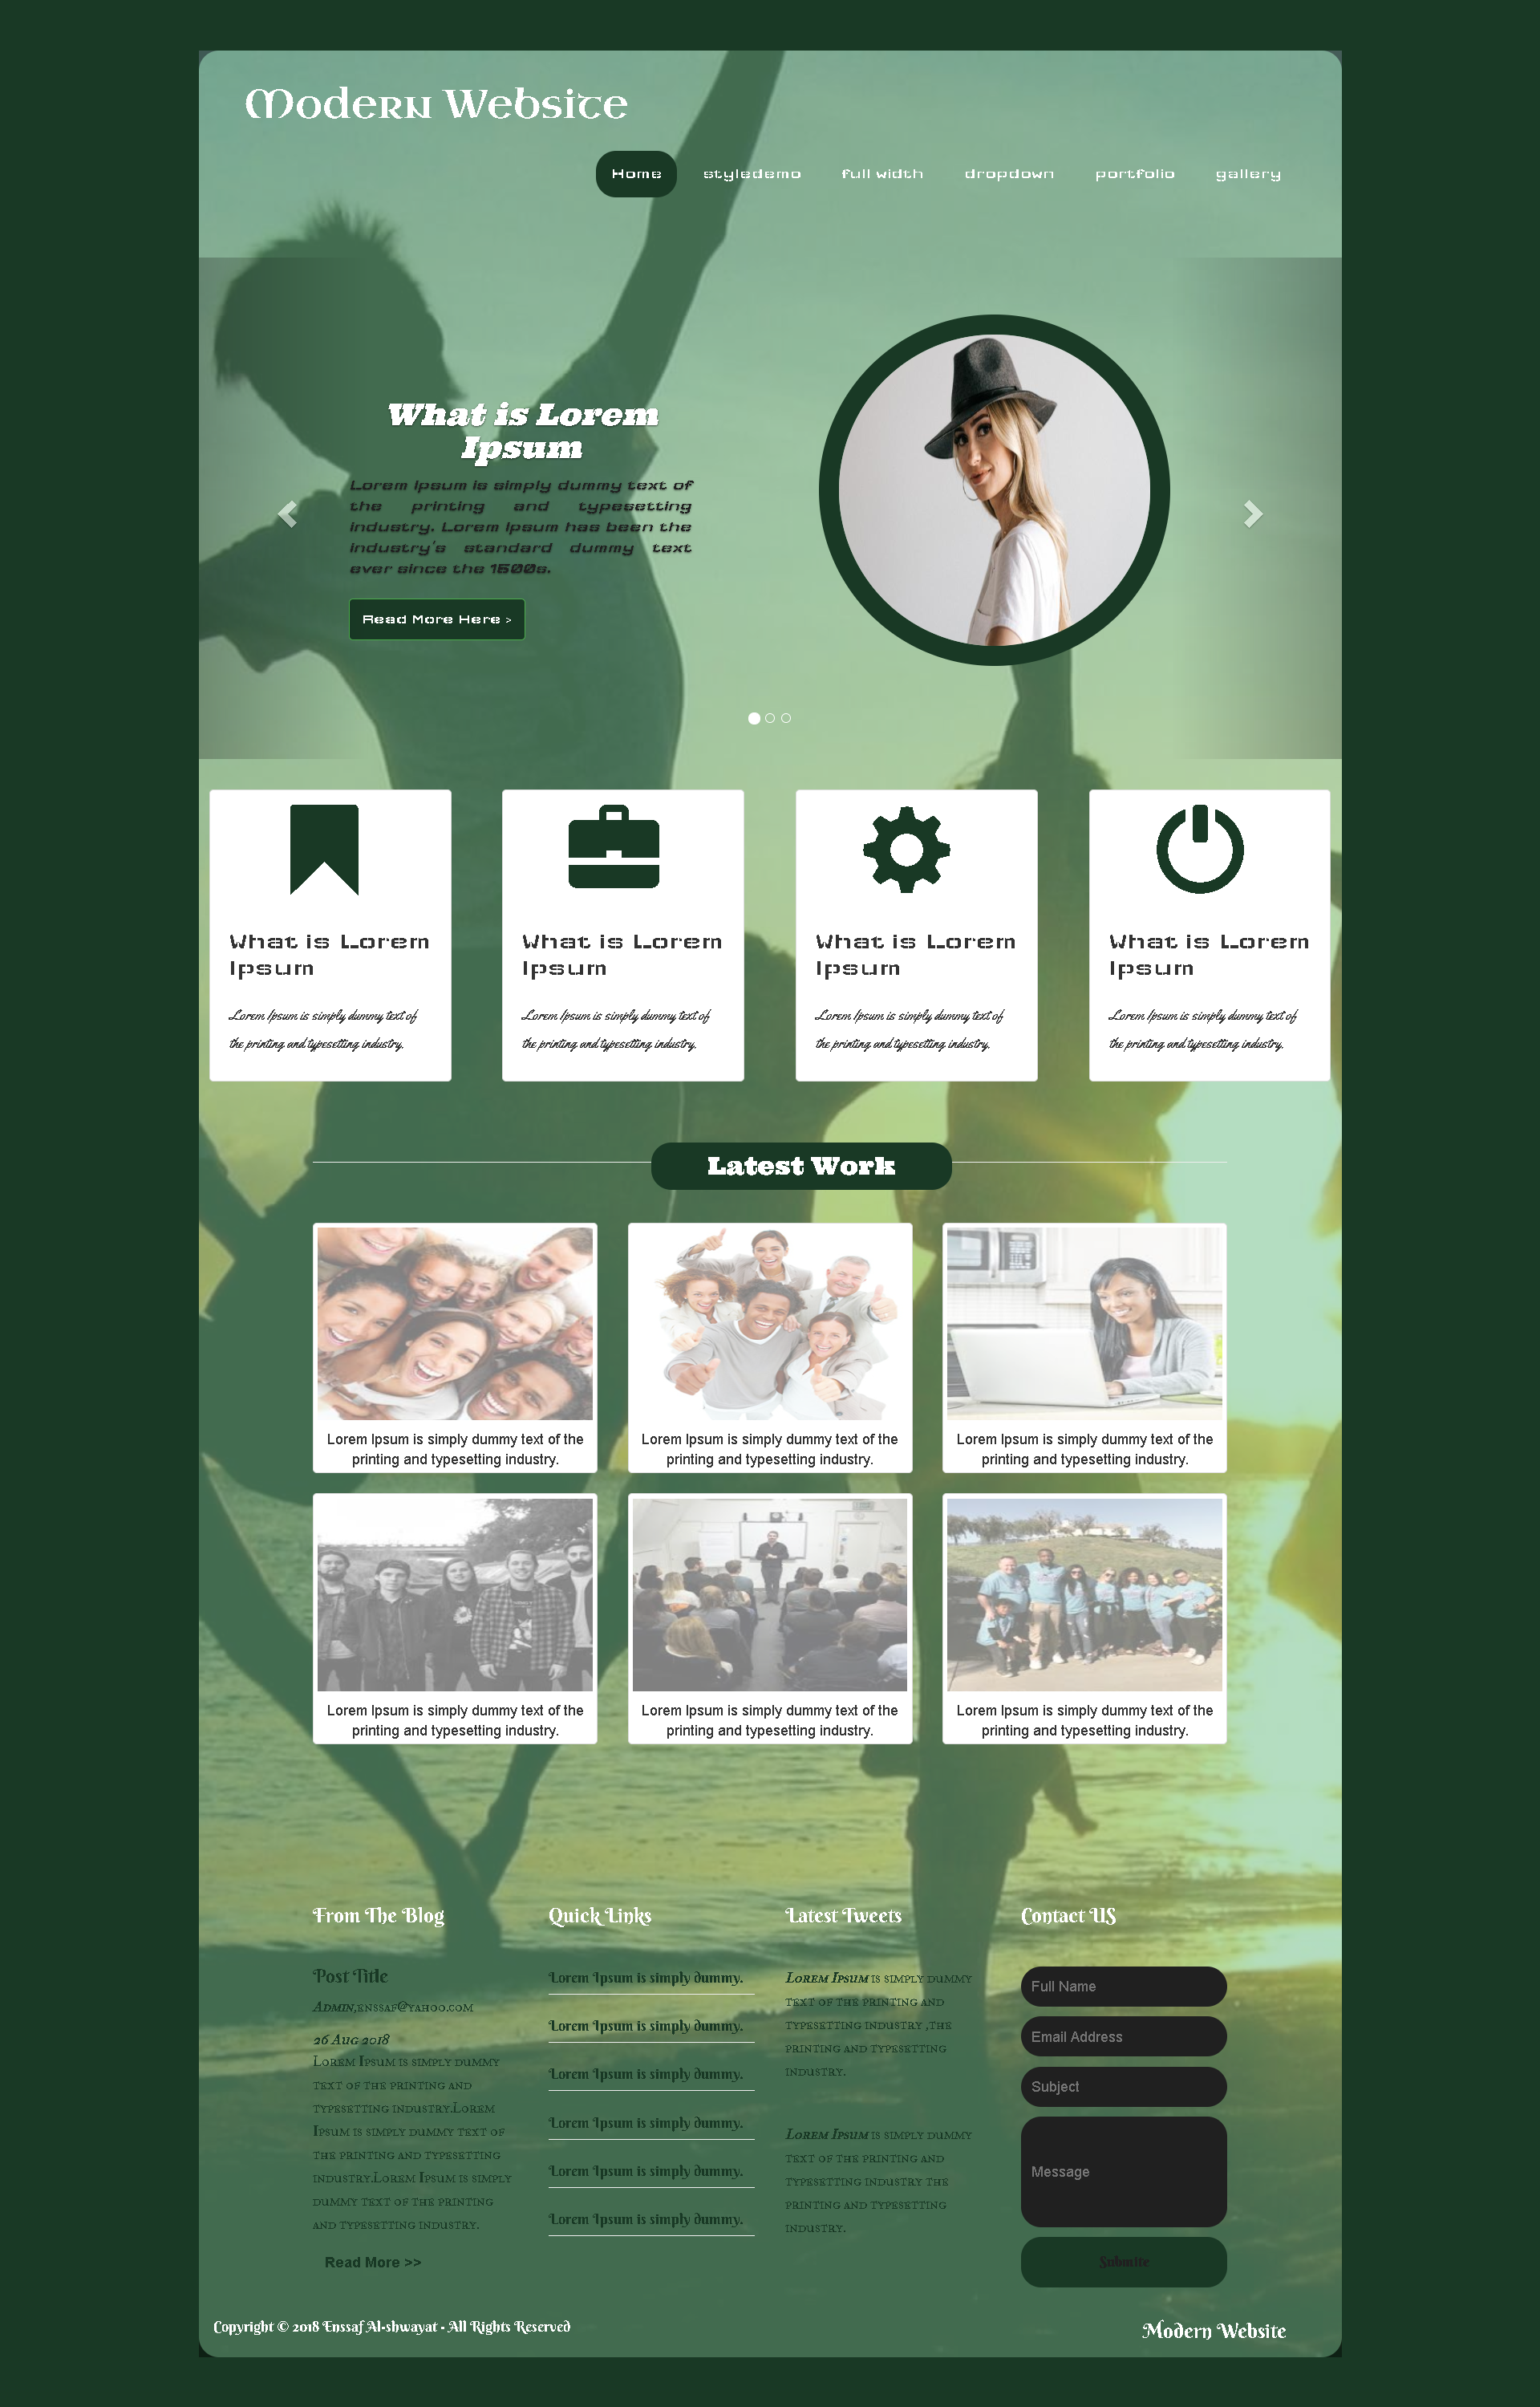 Modern Website
Home styledemo full width dropdown portfolio gallery
What is Lorem
Ipsum
Lorem Ipsum is simply dummy text of
the printing and typesetting
industry. Lorem Ipsum has been the
industry's standard dummy text
ever since the 1500s.
Read More Here >
What is Lorem
Ipsum
Lorem Ipsum is simply dummy text of
the printing and typesetting industry.
What is Lorem
Ipsum
Lorem Ipsum is simply dummy text of
the printing and typesetting industry.
What is Lorem
Ipsum
Lorem Ipsum is simply dummy text of
the printing and typesetting industry.
What is Lorem
Ipsum
Lorem Ipsum is simply dummy text of
the printing and typesetting industry.
Latest Work
Lorem Ipsum is simply dummy text of the
printing and typesetting industry.
Lorem Ipsum is simply dummy text of the
printing and typesetting industry.
Lorem Ipsum is simply dummy text of the
printing and typesetting industry.
Lorem Ipsum is simply dummy text of the
printing and typesetting industry.
Lorem Ipsum is simply dummy text of the
printing and typesetting industry.
Lorem Ipsum is simply dummy text of the
printing and typesetting industry.
From The Blog
Post Title
Admin,enssaf@yahoo.com
26 Aug 2018
Lorem Ipsum is simply dummy
text of the printing and
typesetting industry.Lorem
Ipsum is simply dummy text of
the printing and typesetting
industry.Lorem Ipsum is simply
dummy text of the printing
and typesetting industry.
Read More >>
Quick Links
Lorem Ipsum is simply dummy.
Lorem Ipsum is simply dummy.
Lorem Ipsum is simply dummy.
Lorem Ipsum is simply dummy.
Lorem Ipsum is simply dummy.
Lorem Ipsum is simply dummy.
Latest Tweets
Lorem Ipsum is simply dummy
text of the printing and
typesetting industry ,the
printing and typesetting
industry.
Lorem Ipsum is simply dummy
text of the printing and
typesetting industry the
printing and typesetting
industry.
Contact US
Full Name
Email Address
Subject
Message
Submite
Copyright © 2018 Enssaf Al-shwayat - All Rights Reserved
Modern Website